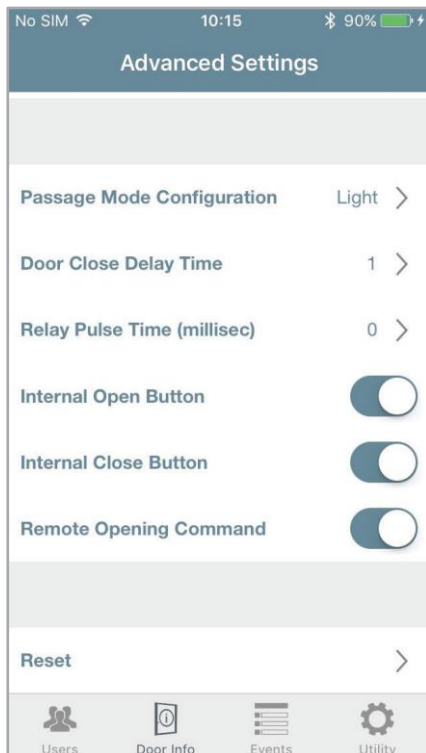 No SIM 10:15 90%
Advanced Settings
Passage Mode Configuration Light
Door Close Delay Time 1
Relay Pulse Time (millisec) 0
Internal Open Button
Internal Close Button
Remote Opening Command
Reset
Users Door Info Events Utility